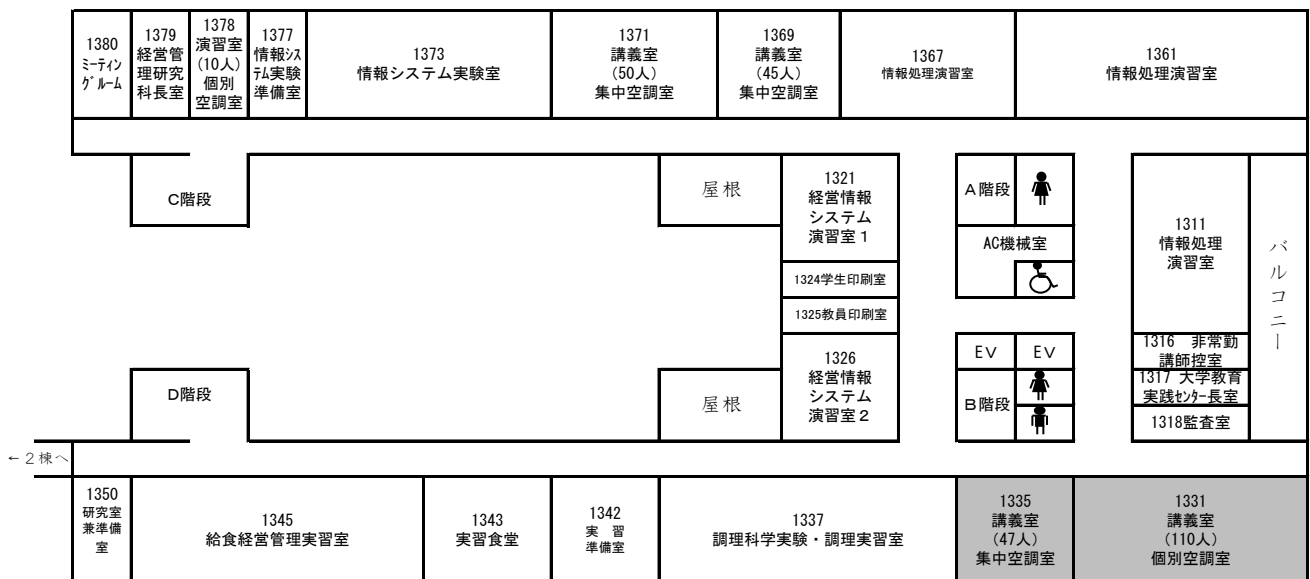 1380
ﾐｰﾃｨﾝ
ｸﾞﾙｰﾑ
1379
経営管
理研究
科長室
1378
演習室
(10人)
個別
空調室
1377
情報ｼｽ
ﾃﾑ実験
準備室
1373
情報システム実験室
1371
講義室
(50人)
集中空調室
1369
講義室
(45人)
集中空調室
1367
情報処理演習室
1361
情報処理演習室
C階段
屋根
1321
経営情報
システム
演習室１
A階段
AC機械室
1311
情報処理
演習室
バルコニー
1324学生印刷室
1325教員印刷室
D階段
屋根
1326
経営情報
システム
演習室２
EV
EV
B階段
1316　非常勤
講師控室
1317 大学教育
実践ｾﾝﾀｰ長室
1318監査室
←２棟へ
1350
研究室
兼準備
室
1345
給食経営管理実習室
1343
実習食堂
1342
実　習
準備室
1337
調理科学実験・調理実習室
1335
講義室
(47人)
集中空調室
1331
講義室
(110人)
個別空調室